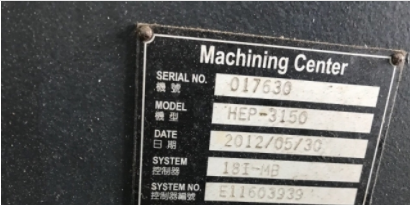 Machining Center
SERIAL NO. 017630
機 號
MODEL HEP-3150
機 型
DATE 2012/05/30
日 期
SYSTEM 18I-MB
控制器
SYSTEM NO. E11603939
控制器編號